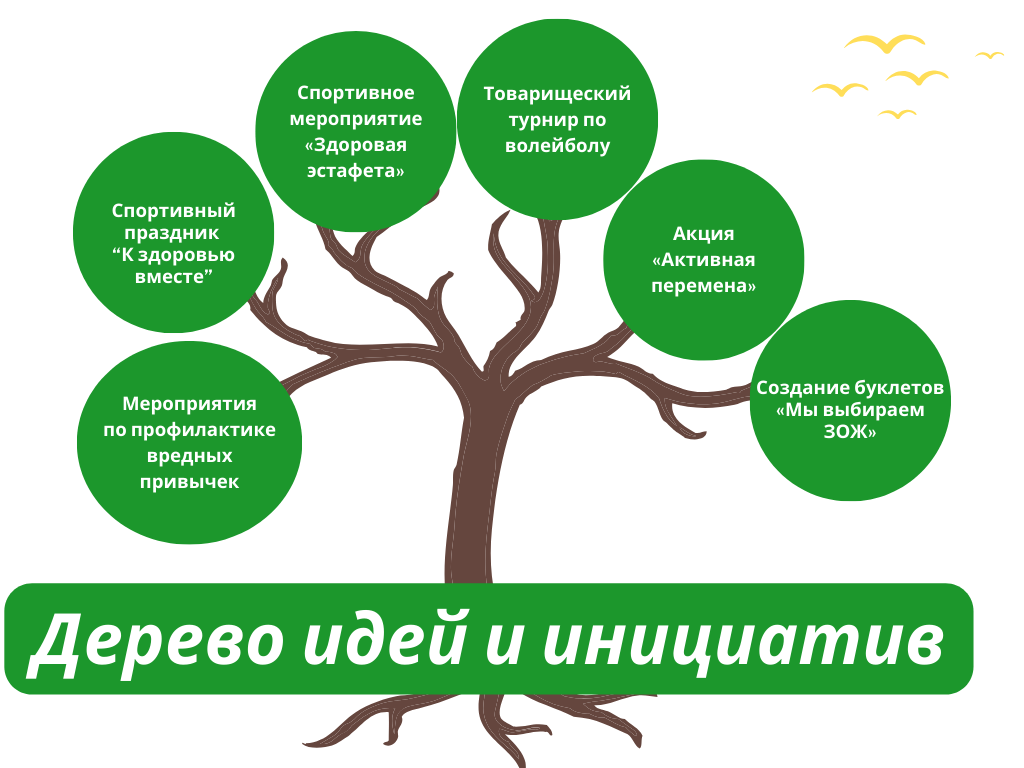 Спортивное
мероприятие
«Здоровая
эстафета»
Товарищеский
турнир по
волейболу
Спортивный
праздник
“К здоровью
вместе”
Акция
«Активная
перемена»
Создание буклетов
«Мы выбираем
ЗОЖ»
Мероприятия
по профилактике
вредных
привычек
Дерево идей и инициатив